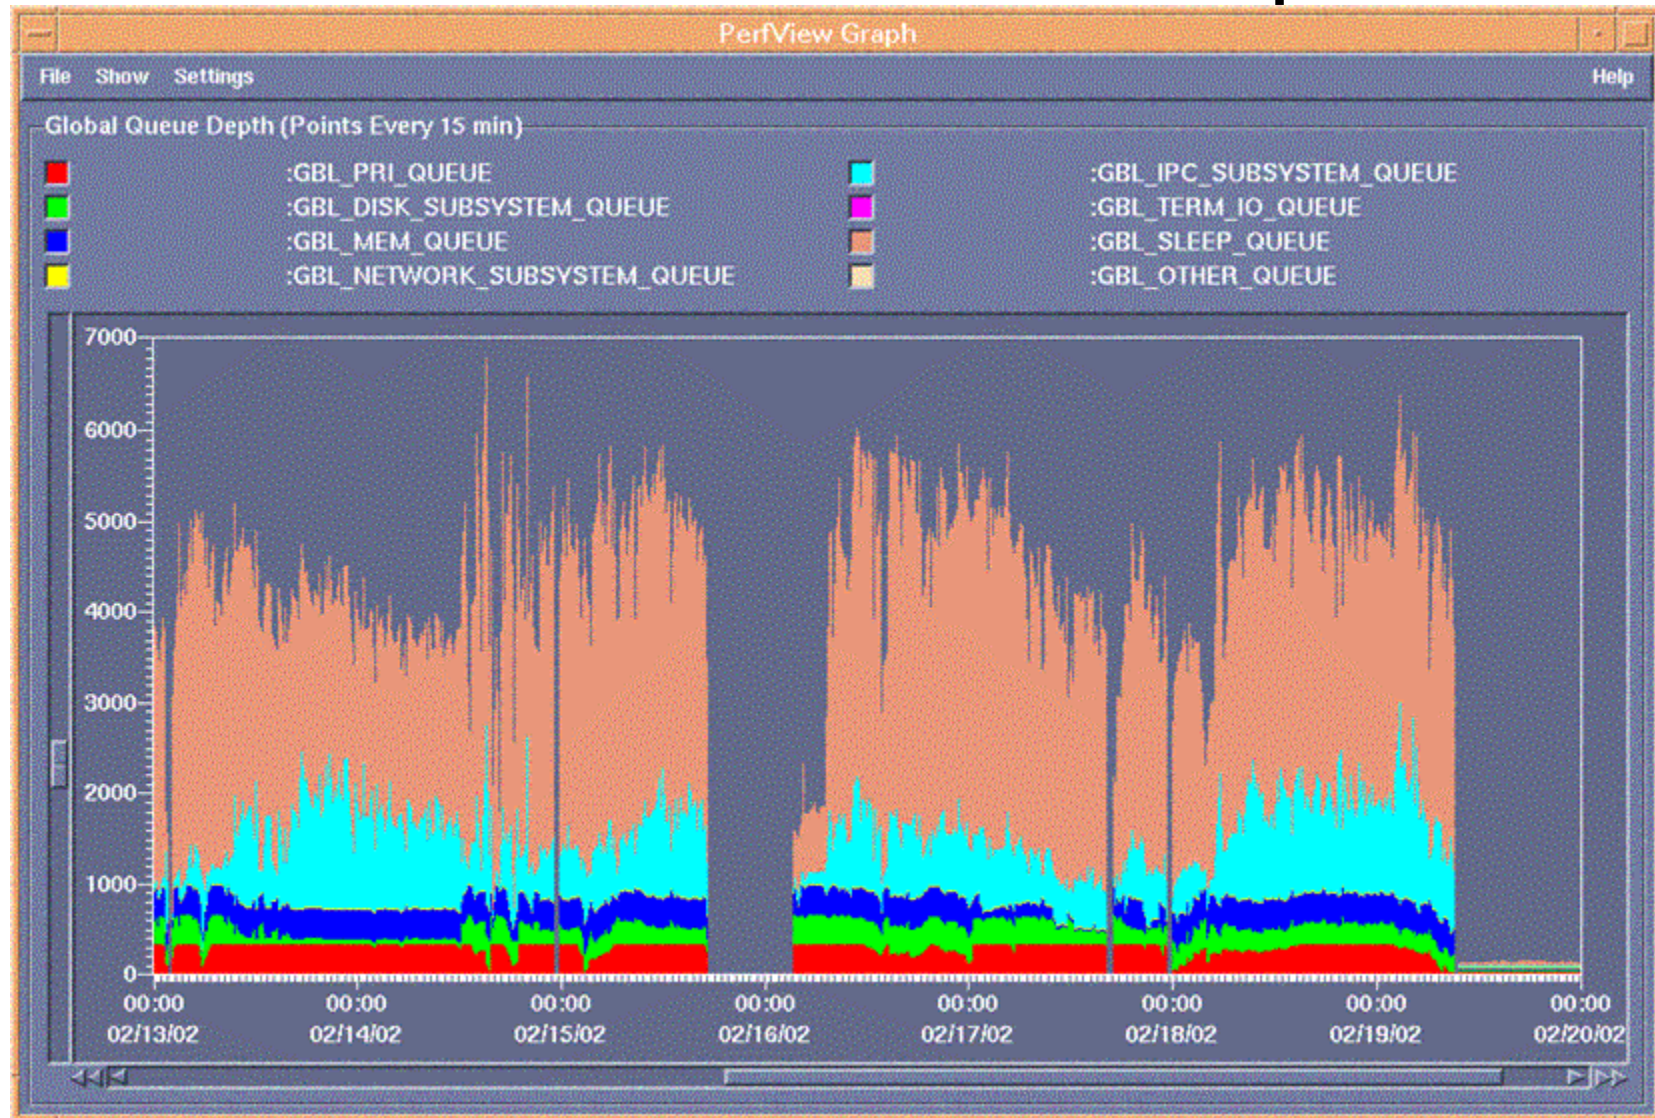 PerfView Graph
File Show Settings Help
Global Queue Depth (Points Every 15 min)
:GBL_PRI_QUEUE :GBL_IPC_SUBSYSTEM_QUEUE
:GBL_DISK_SUBSYSTEM_QUEUE :GBL_TERM_IO_QUEUE
:GBL_MEM_QUEUE :GBL_SLEEP_QUEUE
:GBL_NETWORK_SUBSYSTEM_QUEUE :GBL_OTHER_QUEUE
7000
6000
5000
4000
3000
2000
1000
0
00:00 00:00 00:00 00:00 00:00 00:00 00:00 00:00
02/13/02 02/14/02 02/15/02 02/16/02 02/17/02 02/18/02 02/19/02 02/20/02